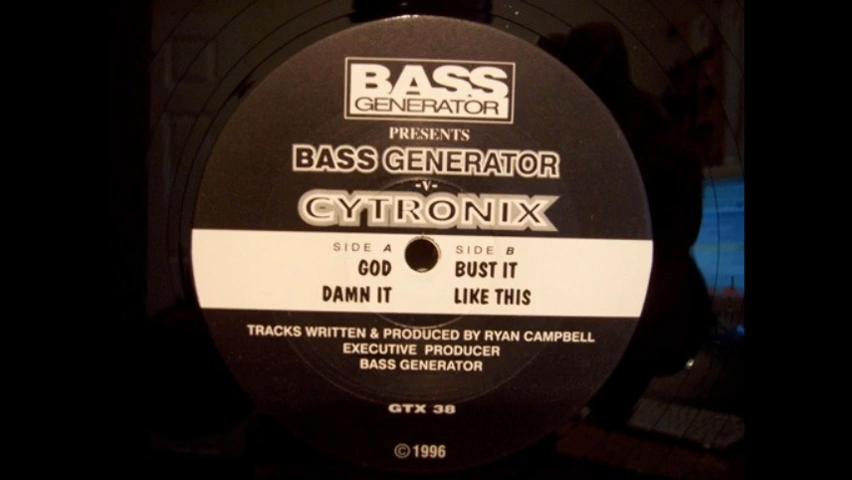 BASS
GENERATOR
PRESENTS
BASS GENERATOR
-V-
CYTRONIX
SIDE A
GOD
DAMN IT
SIDE B
BUST IT
LIKE THIS
TRACKS WRITTEN & PRODUCED BY RYAN CAMPBELL
EXECUTIVE PRODUCER
BASS GENERATOR
GTX 38
©1996